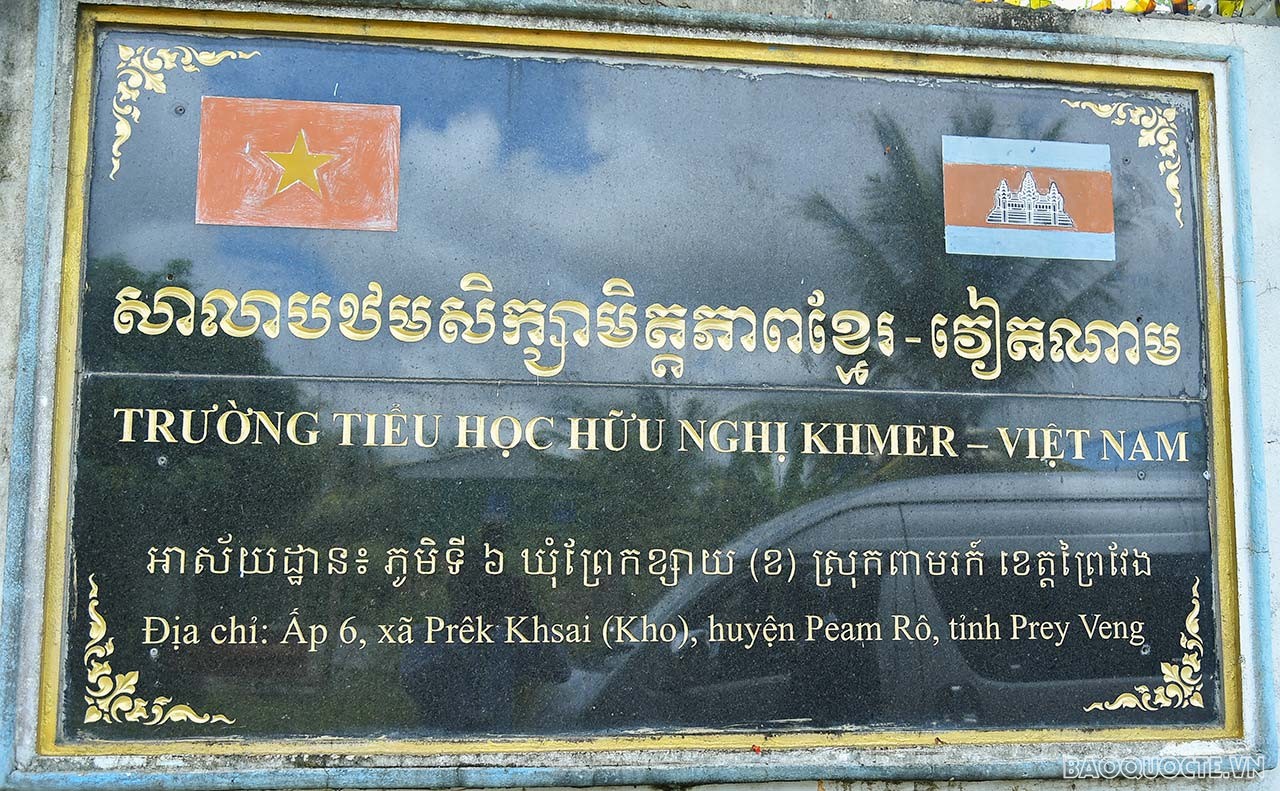 សាលាបឋមសិក្សាមិត្តភាពខ្មែរ - វៀតណាម
TRƯỜNG TIỂU HỌC HỮU NGHỊ KHMER – VIỆT NAM
អាស័យដ្ឋាន៖ ភូមិទី ៦ ឃុំព្រែកខ្សាយ (ខ) ស្រុកពាមរក៍ ខេត្តព្រៃវែង
Địa chỉ: Ấp 6, xã Prêk Khsai (Kho), huyện Peam Rô, tỉnh Prey Veng
BAOQUOCTE.VN